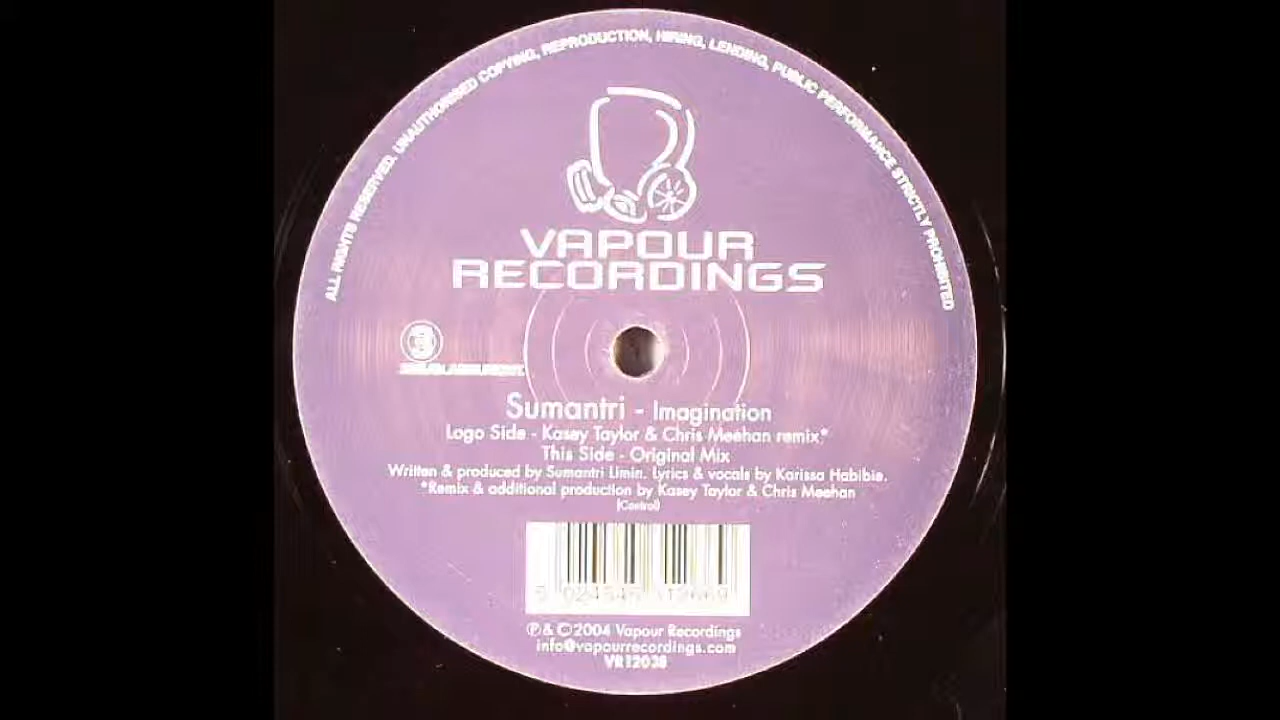 ALL RIGHTS RESERVED. UNAUTHORISED COPYING, REPRODUCTION, HIRING, LENDING, PUBLIC PERFORMANCE STRICTLY PROHIBITED
VAPOUR
RECORDINGS
Sumantri - Imagination
Logo Side - Kasey Taylor & Chris Meehan remix*
This Side - Original Mix
Written & produced by Sumantri Limin. Lyrics & vocals by Karissa Habibie.
*Remix & additional production by Kasey Taylor & Chris Meehan
(Control)
℗ & © 2004 Vapour Recordings
info@vapourrecordings.com
VR12038